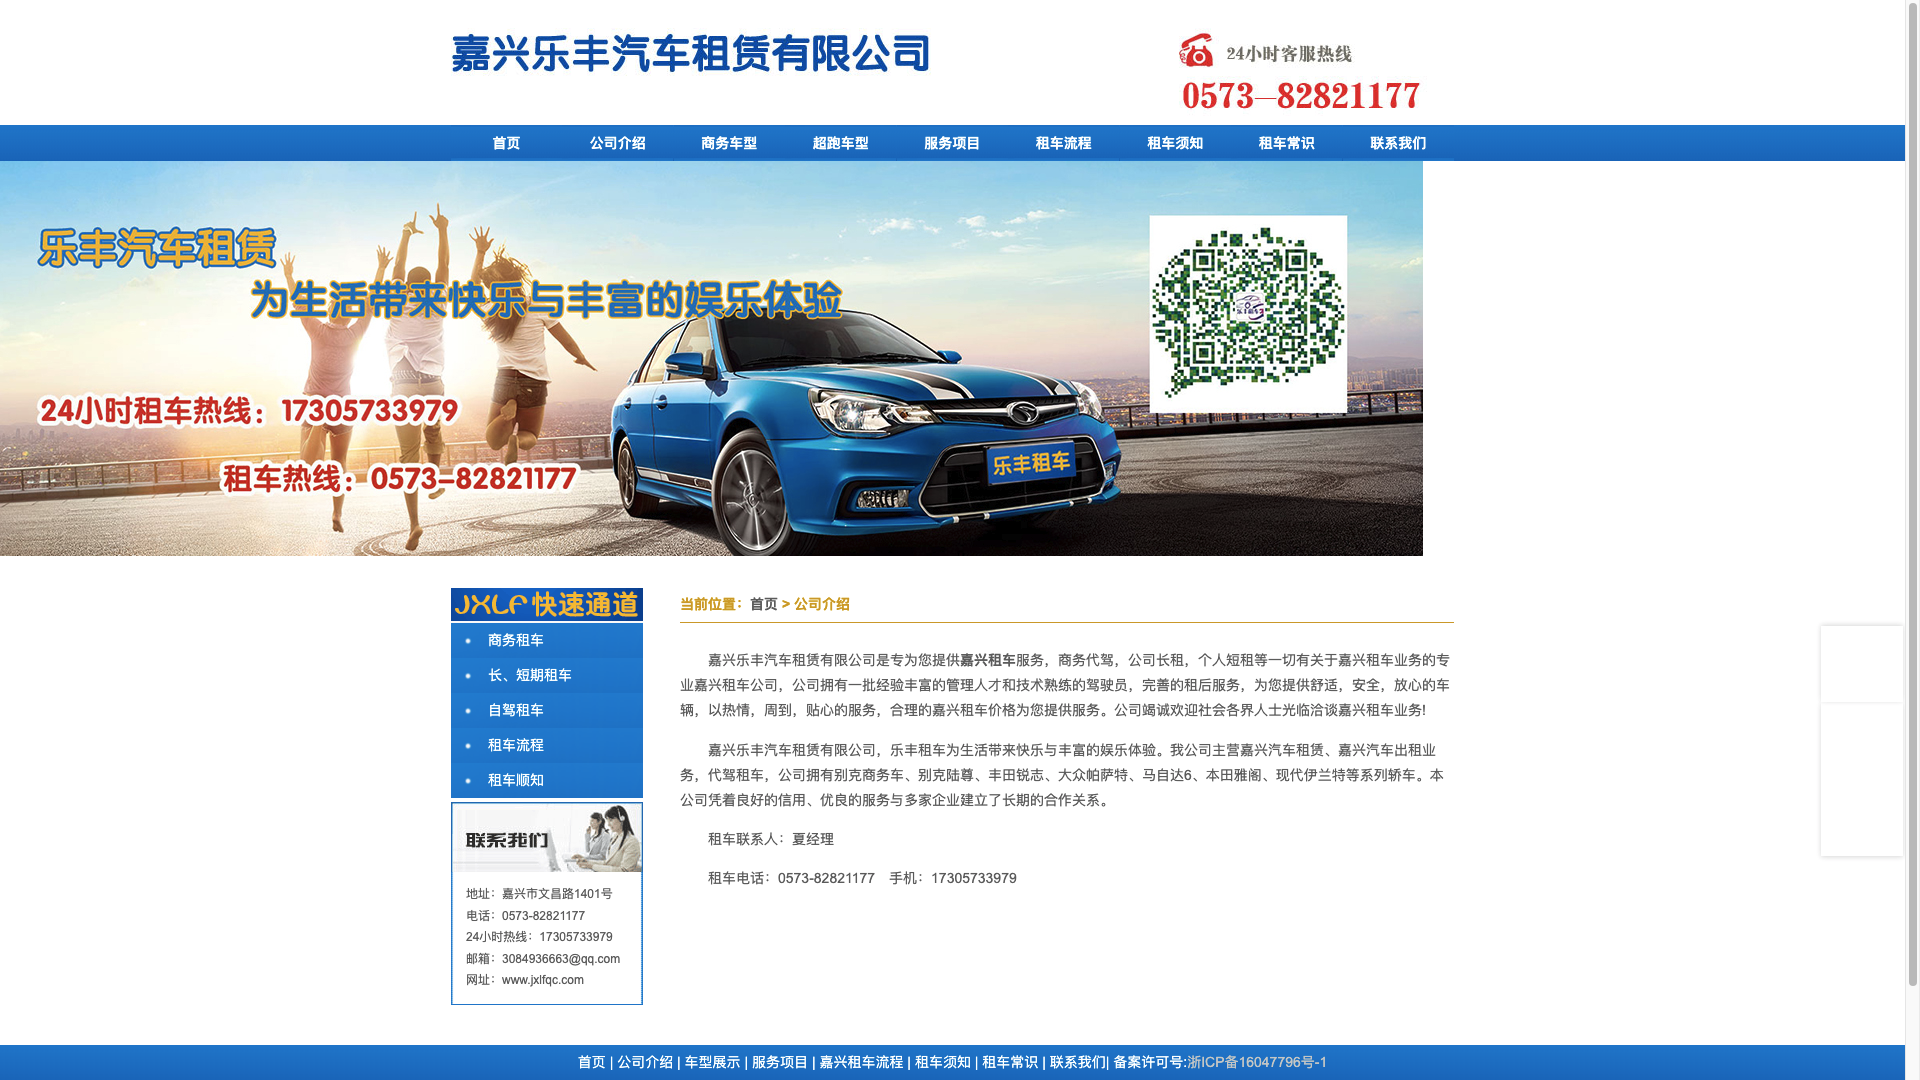 嘉兴乐丰汽车租赁有限公司
24小时客服热线
0573—82821177
首页 公司介绍 商务车型 超跑车型 服务项目 租车流程 租车须知 租车常识 联系我们
乐丰汽车租赁
为生活带来快乐与丰富的娱乐体验
24小时租车热线：17305733979
租车热线：0573-82821177
乐丰租车
JXLF 快速通道
商务租车
长、短期租车
自驾租车
租车流程
租车顺知
联系我们
地址：嘉兴市文昌路1401号
电话：0573-82821177
24小时热线：17305733979
邮箱：3084936663@qq.com
网址：www.jxlfqc.com
当前位置：首页 > 公司介绍
嘉兴乐丰汽车租赁有限公司是专为您提供嘉兴租车服务，商务代驾，公司长租，个人短租等一切有关于嘉兴租车业务的专
业嘉兴租车公司，公司拥有一批经验丰富的管理人才和技术熟练的驾驶员，完善的租后服务，为您提供舒适，安全，放心的车
辆，以热情，周到，贴心的服务，合理的嘉兴租车价格为您提供服务。公司竭诚欢迎社会各界人士光临洽谈嘉兴租车业务!
嘉兴乐丰汽车租赁有限公司，乐丰租车为生活带来快乐与丰富的娱乐体验。我公司主营嘉兴汽车租赁、嘉兴汽车出租业
务，代驾租车，公司拥有别克商务车、别克陆尊、丰田锐志、大众帕萨特、马自达6、本田雅阁、现代伊兰特等系列轿车。本
公司凭着良好的信用、优良的服务与多家企业建立了长期的合作关系。
租车联系人：夏经理
租车电话：0573-82821177 手机：17305733979
首页 | 公司介绍 | 车型展示 | 服务项目 | 嘉兴租车流程 | 租车须知 | 租车常识 | 联系我们| 备案许可号:浙ICP备16047796号-1